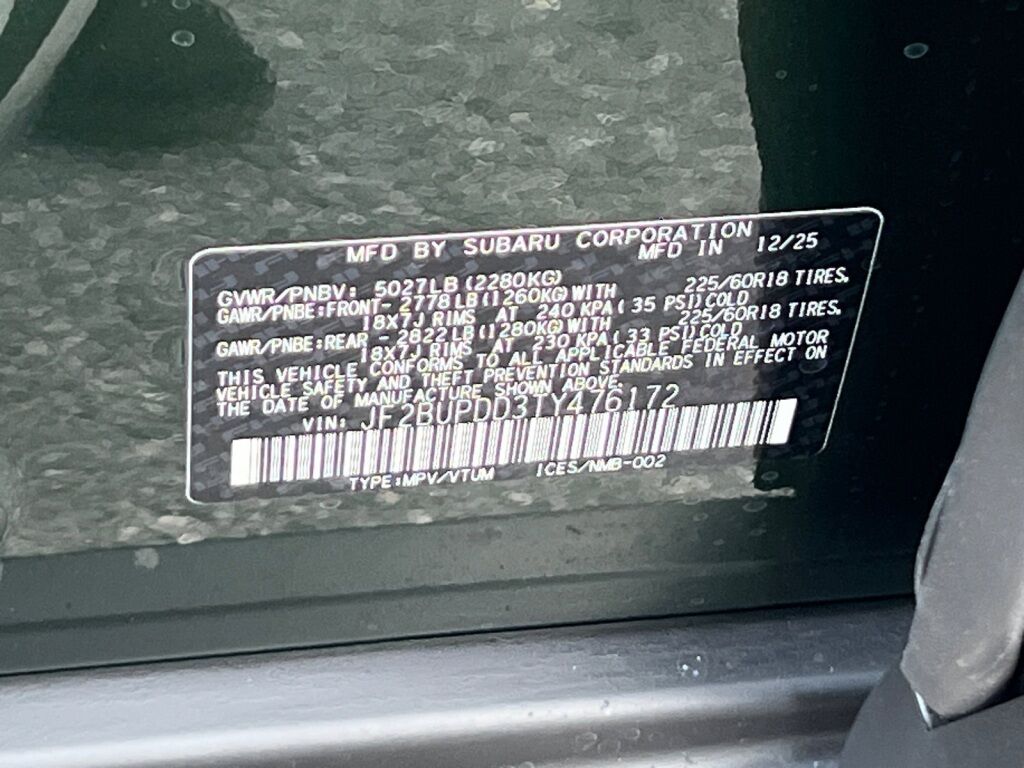 MFD BY SUBARU CORPORATION
MFD IN 12/25
GVWR/PNBV: 5027LB(2280KG)
GAWR/PNBE:FRONT-2778LB(1260KG)WITH 225/60R18 TIRES.
18X7J RIMS AT 240 KPA(35 PSI)COLD
GAWR/PNBE:REAR -2822LB(1280KG)WITH 225/60R18 TIRES.
18X7J RIMS AT 230 KPA(33 PSI)COLD
THIS VEHICLE CONFORMS TO ALL APPLICABLE FEDERAL MOTOR
VEHICLE SAFETY AND THEFT PREVENTION STANDARDS IN EFFECT ON
THE DATE OF MANUFACTURE SHOWN ABOVE.
VIN: JF2BUPDD3TY476172
TYPE:MPV/VTUM ICES/NMB-002